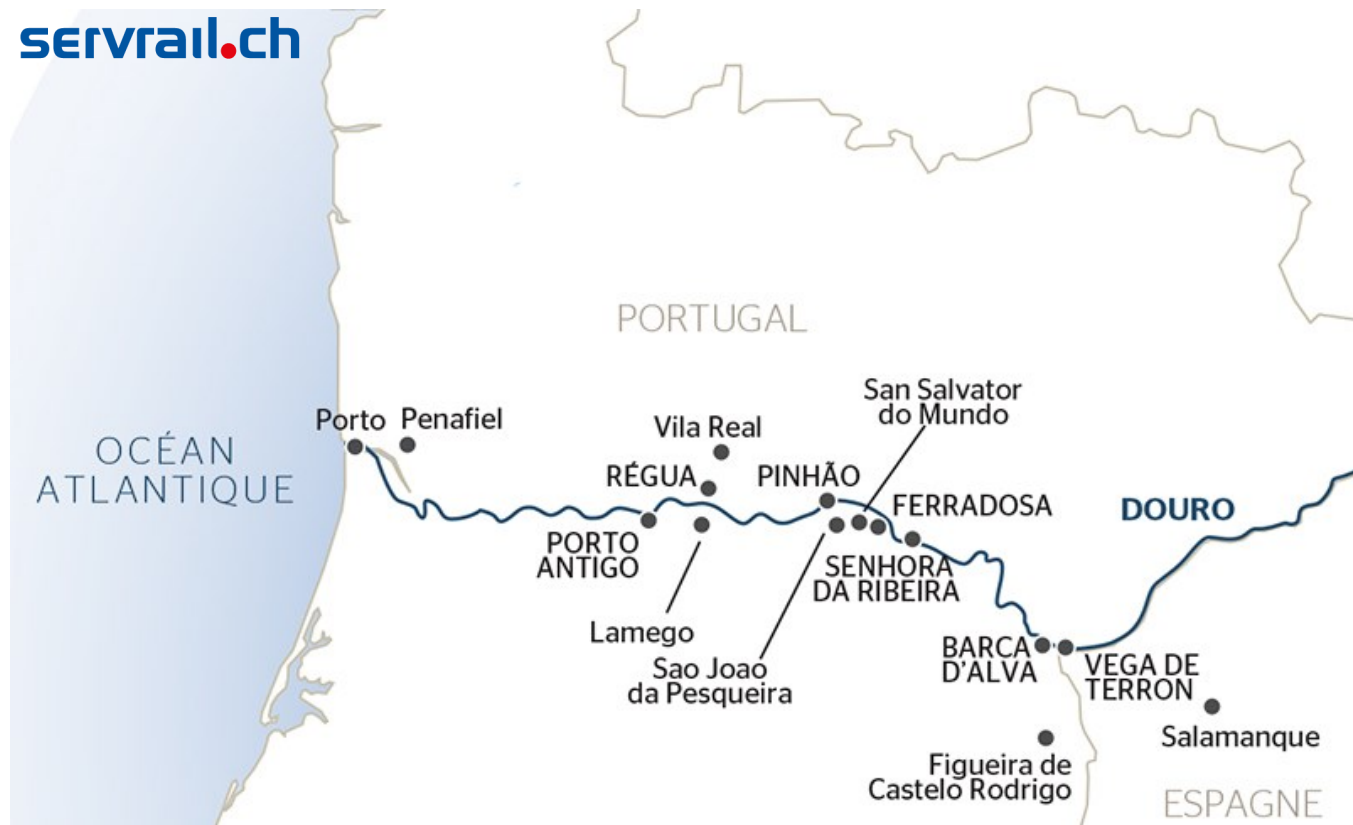 servrail.ch
PORTUGAL
OCÉAN
ATLANTIQUE
Porto
Penafiel
Vila Real
San Salvator
do Mundo
RÉGUA
PINHÃO
FERRADOSA
DOURO
PORTO
ANTIGO
SENHORA
DA RIBEIRA
Lamego
Sao Joao
da Pesqueira
BARCA
D'ALVA
VEGA DE
TERRON
Salamanque
Figueira de
Castelo Rodrigo
ESPAGNE